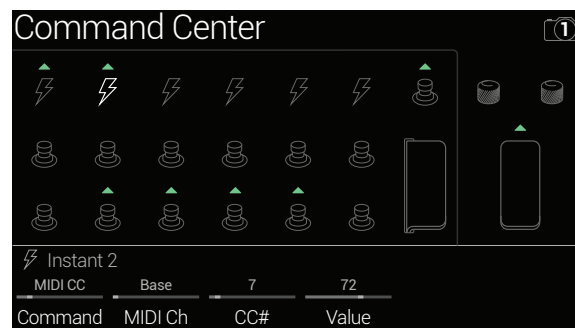 Command Center
1
Instant 2
MIDI CC Base 7 72
Command MIDI Ch CC# Value